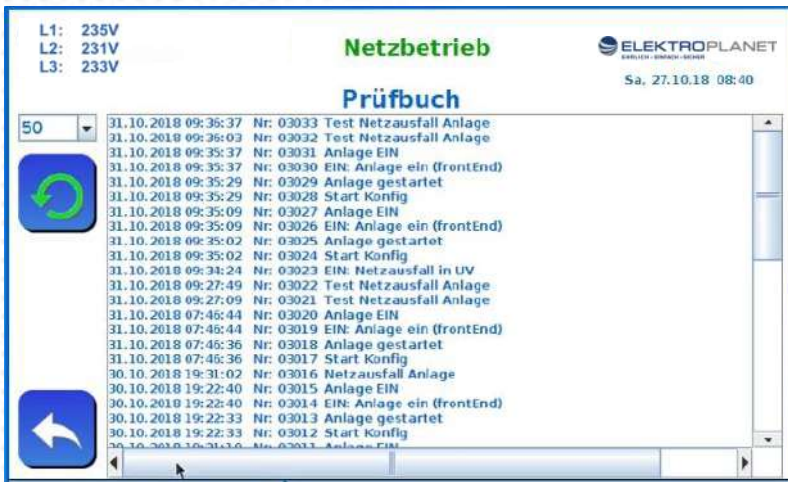 L1: 235V
L2: 231V
L3: 233V
Netzbetrieb
ELEKTROPLANET
EHRLICH - EINFACH - SICHER
Sa, 27.10.18 08:40
Prüfbuch
50
31.10.2018 09:36:37 Nr: 03033 Test Netzausfall Anlage
31.10.2018 09:36:03 Nr: 03032 Test Netzausfall Anlage
31.10.2018 09:35:37 Nr: 03031 Anlage EIN
31.10.2018 09:35:37 Nr: 03030 EIN: Anlage ein (frontEnd)
31.10.2018 09:35:29 Nr: 03029 Anlage gestartet
31.10.2018 09:35:29 Nr: 03028 Start Konfig
31.10.2018 09:35:09 Nr: 03027 Anlage EIN
31.10.2018 09:35:09 Nr: 03026 EIN: Anlage ein (frontEnd)
31.10.2018 09:35:02 Nr: 03025 Anlage gestartet
31.10.2018 09:35:02 Nr: 03024 Start Konfig
31.10.2018 09:34:24 Nr: 03023 EIN: Netzausfall in UV
31.10.2018 09:27:49 Nr: 03022 Test Netzausfall Anlage
31.10.2018 09:27:09 Nr: 03021 Test Netzausfall Anlage
31.10.2018 07:46:44 Nr: 03020 Anlage EIN
31.10.2018 07:46:44 Nr: 03019 EIN: Anlage ein (frontEnd)
31.10.2018 07:46:36 Nr: 03018 Anlage gestartet
31.10.2018 07:46:36 Nr: 03017 Start Konfig
30.10.2018 19:31:02 Nr: 03016 Netzausfall Anlage
30.10.2018 19:22:40 Nr: 03015 Anlage EIN
30.10.2018 19:22:40 Nr: 03014 EIN: Anlage ein (frontEnd)
30.10.2018 19:22:33 Nr: 03013 Anlage gestartet
30.10.2018 19:22:33 Nr: 03012 Start Konfig
30.10.2018 Nr: 03011 Anlage EIN